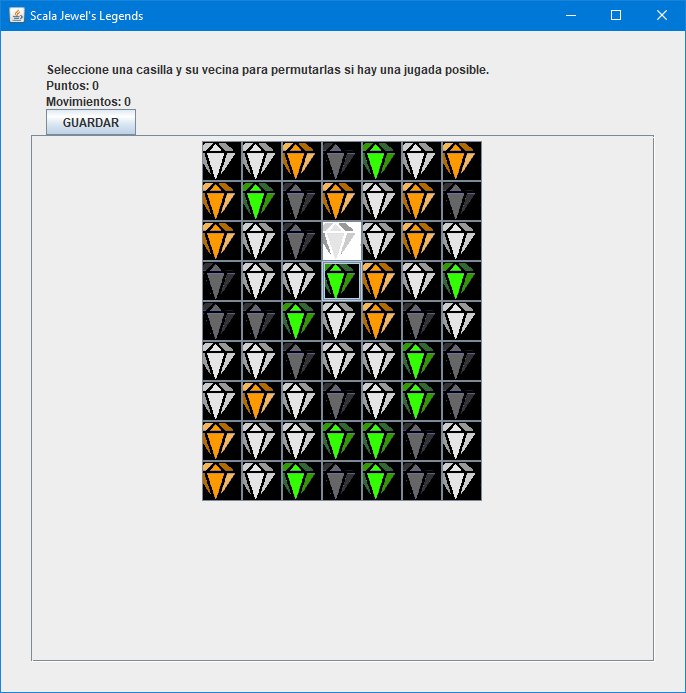 Scala Jewel's Legends
Seleccione una casilla y su vecina para permutarlas si hay una jugada posible.
Puntos: 0
Movimientos: 0
GUARDAR